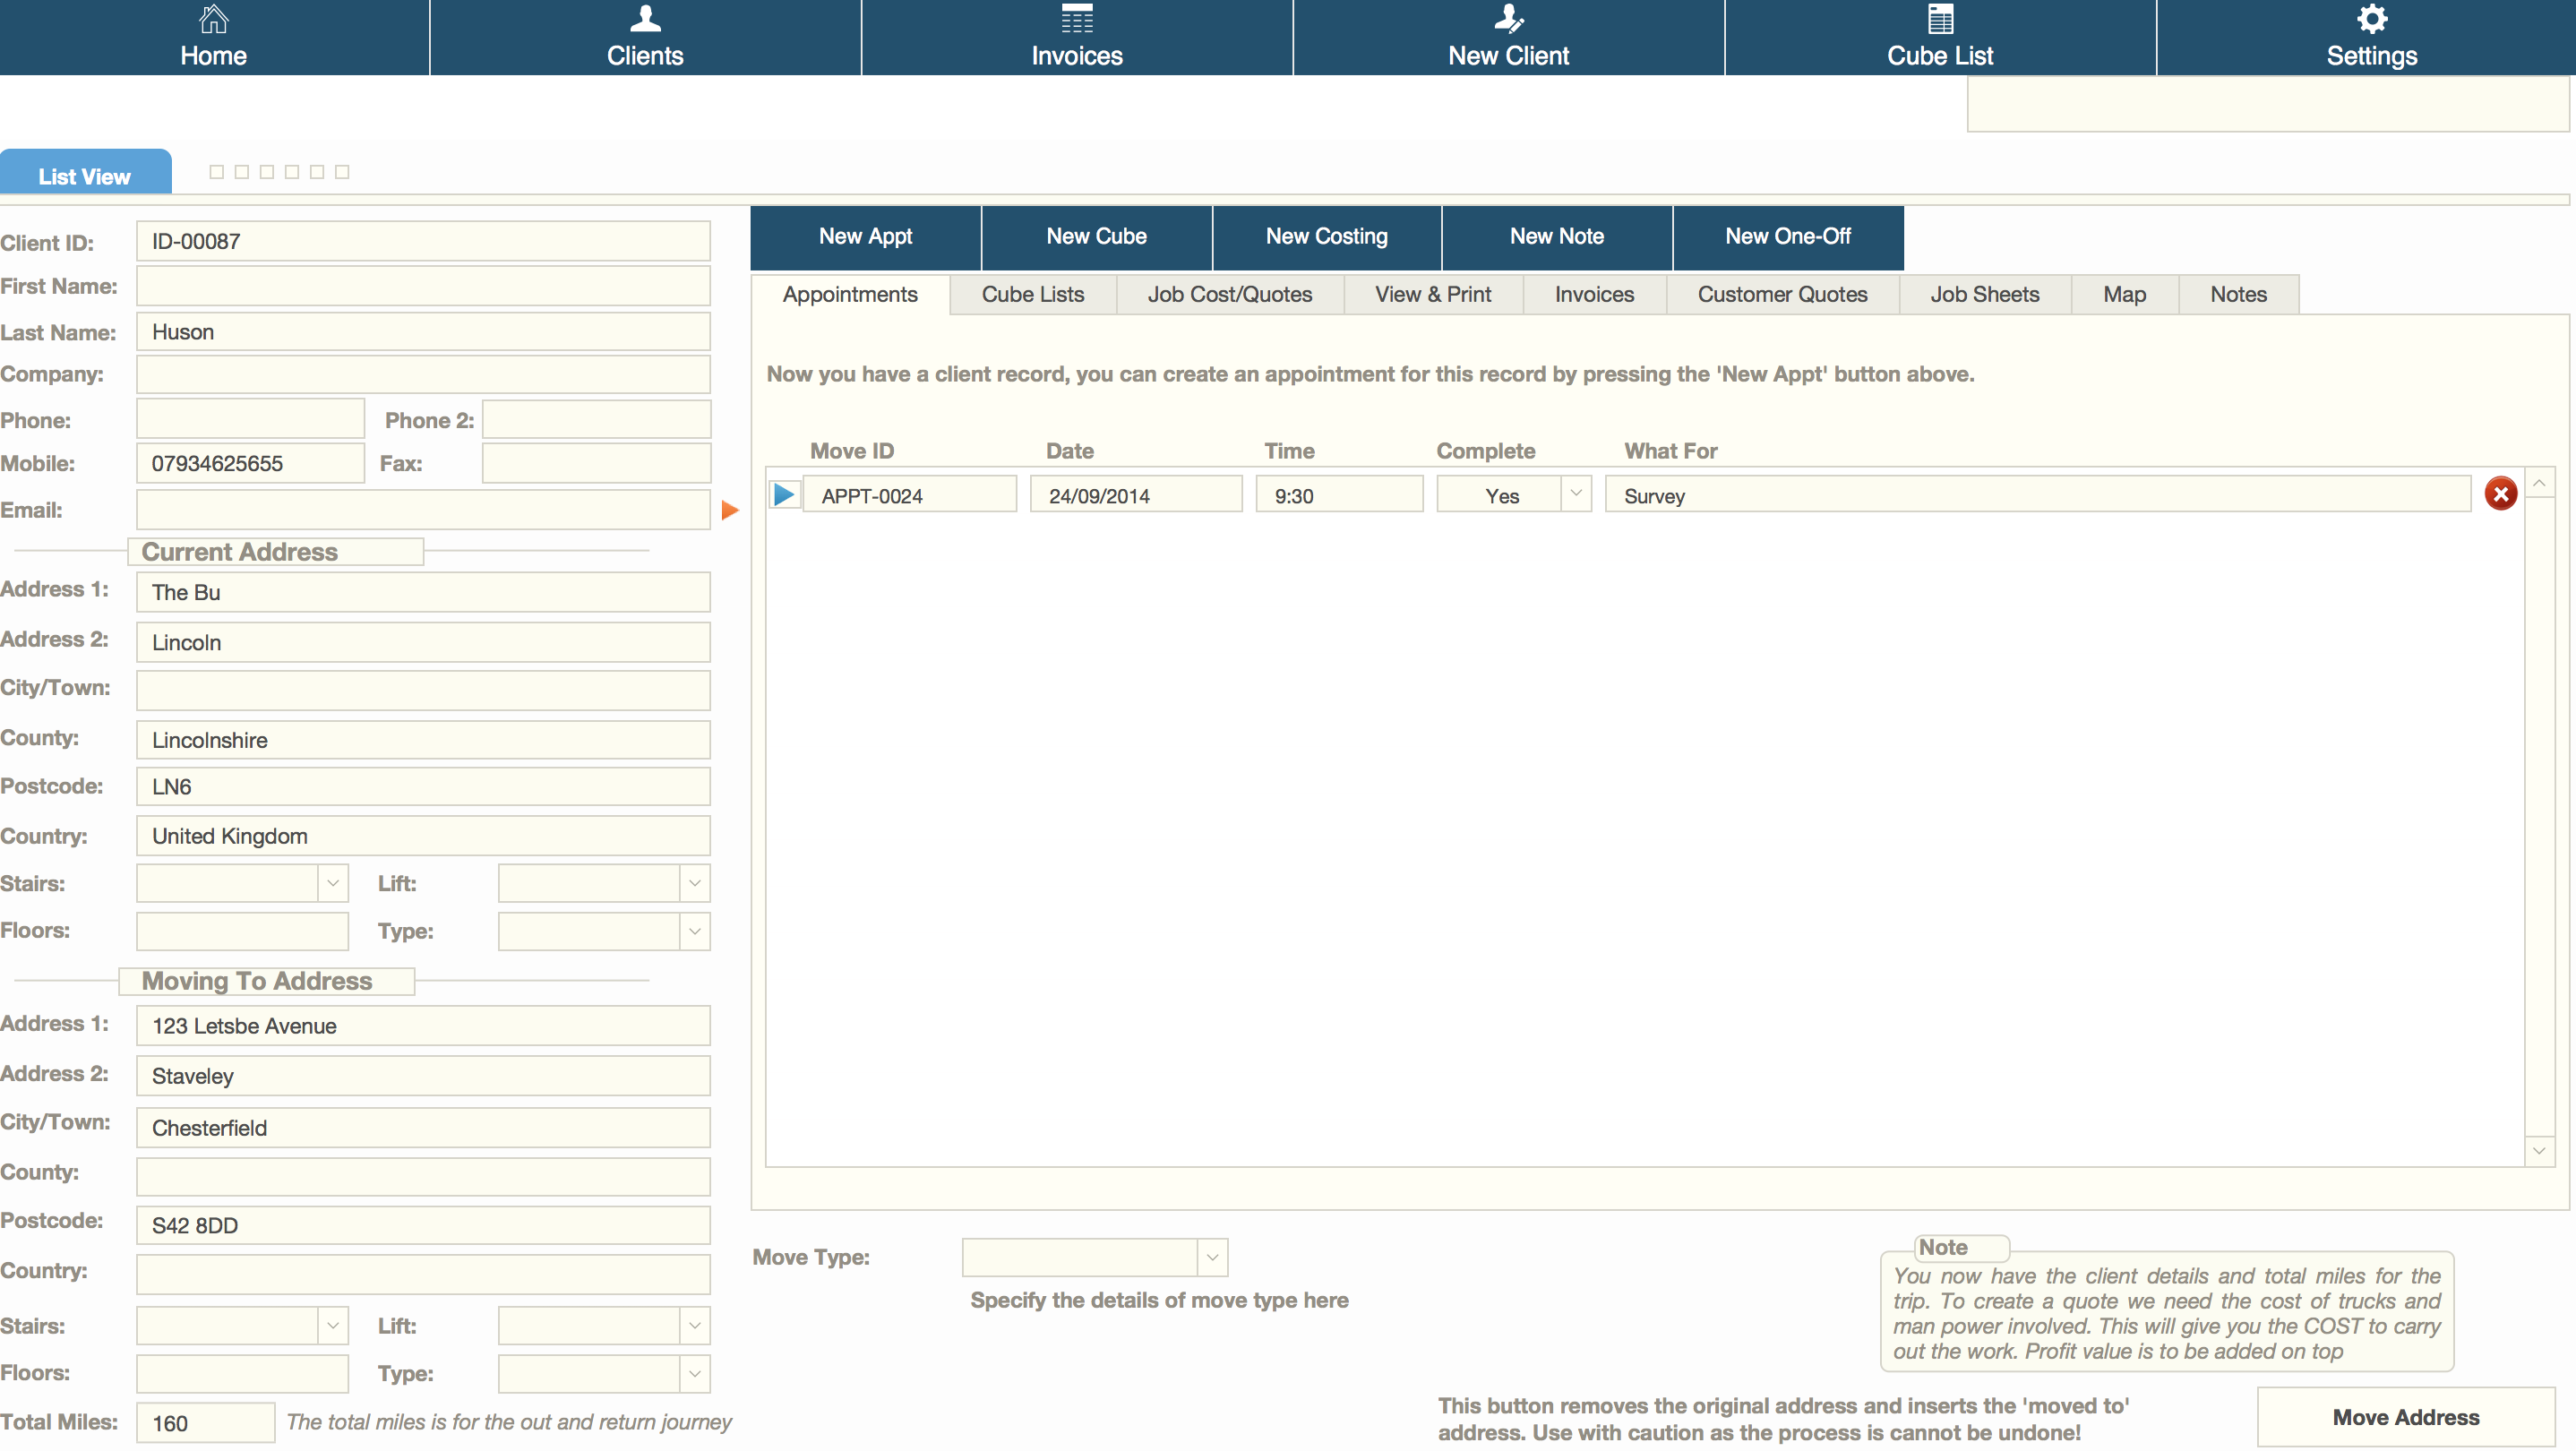 Home Clients Invoices New Client Cube List Settings
List View
New Appt New Cube New Costing New Note New One-Off
Appointments Cube Lists Job Cost/Quotes View & Print Invoices Customer Quotes Job Sheets Map Notes
Client ID: ID-00087
First Name:
Last Name: Huson
Company:
Phone: Phone 2:
Mobile: 07934625655 Fax:
Email:
Current Address
Address 1: The Bu
Address 2: Lincoln
City/Town:
County: Lincolnshire
Postcode: LN6
Country: United Kingdom
Stairs: Lift:
Floors: Type:
Moving To Address
Address 1: 123 Letsbe Avenue
Address 2: Staveley
City/Town: Chesterfield
County:
Postcode: S42 8DD
Country:
Stairs: Lift:
Floors: Type:
Total Miles: 160 The total miles is for the out and return journey
Now you have a client record, you can create an appointment for this record by pressing the 'New Appt' button above.
Move ID Date Time Complete What For
APPT-0024 24/09/2014 9:30 Yes Survey
Move Type:
Specify the details of move type here
Note
You now have the client details and total miles for the
trip. To create a quote we need the cost of trucks and
man power involved. This will give you the COST to carry
out the work. Profit value is to be added on top
This button removes the original address and inserts the 'moved to'
address. Use with caution as the process is cannot be undone!
Move Address